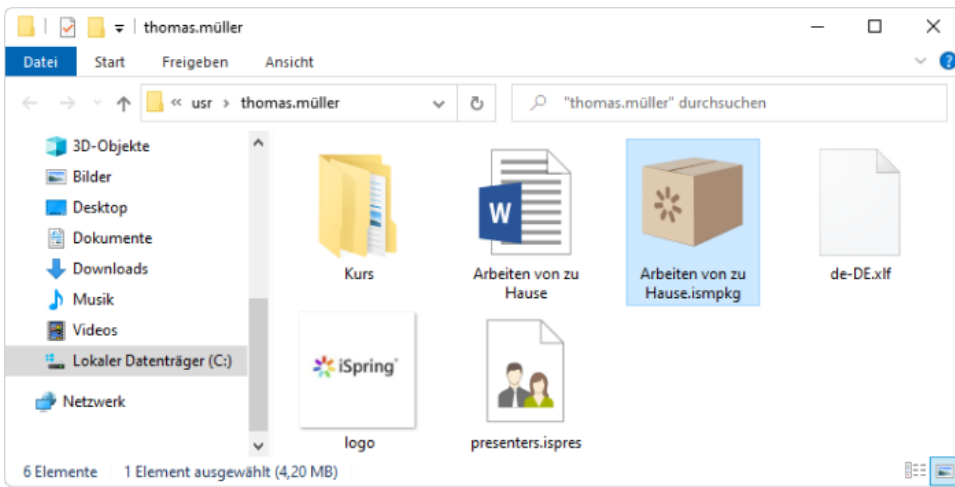 thomas.müller
Datei Start Freigeben Ansicht
« usr › thomas.müller
"thomas.müller" durchsuchen
3D-Objekte
Bilder
Desktop
Dokumente
Downloads
Musik
Videos
Lokaler Datenträger (C:)
Netzwerk
Kurs
W
Arbeiten von zu
Hause
Arbeiten von zu
Hause.ismpkg
de-DE.xlf
iSpring®
logo
presenters.ispres
6 Elemente 1 Element ausgewählt (4,20 MB)